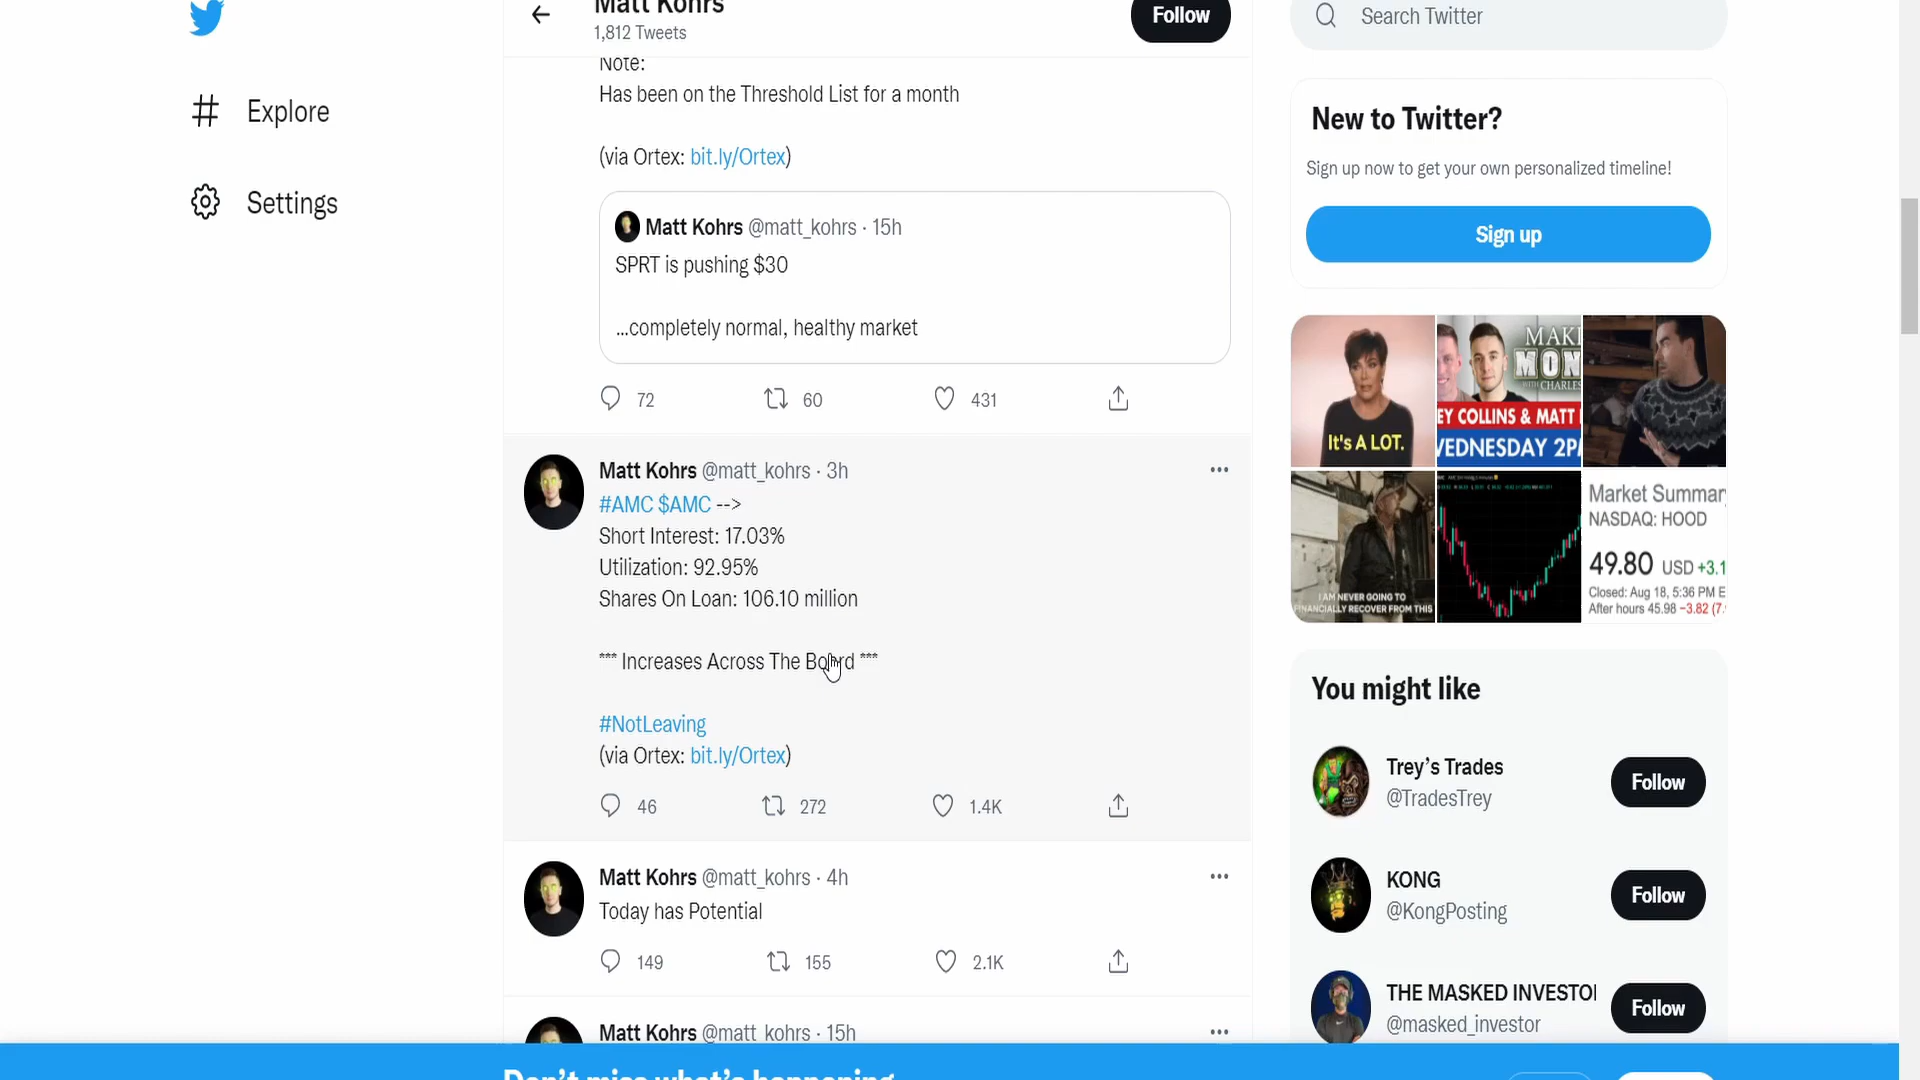 Matt Kohrs
1,812 Tweets
Follow
Search Twitter
Explore
Settings
Note:
Has been on the Threshold List for a month
(via Ortex: bit.ly/Ortex)
Matt Kohrs @matt_kohrs · 15h
SPRT is pushing $30
...completely normal, healthy market
72 60 431
Matt Kohrs @matt_kohrs · 3h
#AMC $AMC -->
Short Interest: 17.03%
Utilization: 92.95%
Shares On Loan: 106.10 million
*** Increases Across The Board ***
#NotLeaving
(via Ortex: bit.ly/Ortex)
46 272 1.4K
Matt Kohrs @matt_kohrs · 4h
Today has Potential
149 155 2.1K
Matt Kohrs @matt_kohrs · 15h
New to Twitter?
Sign up now to get your own personalized timeline!
Sign up
It's A LOT.
MAKI
MON
WITH CHARLES
EY COLLINS & MATT
WEDNESDAY 2P
I AM NEVER GOING TO
FINANCIALLY RECOVER FROM THIS
Market Summar
NASDAQ: HOOD
49.80 USD +3.1
Closed: Aug 18, 5:36 PM E
After hours 45.98 −3.82 (7.
You might like
Trey's Trades
@TradesTrey
Follow
KONG
@KongPosting
Follow
THE MASKED INVESTO
@masked_investor
Follow
Don't miss what's happening